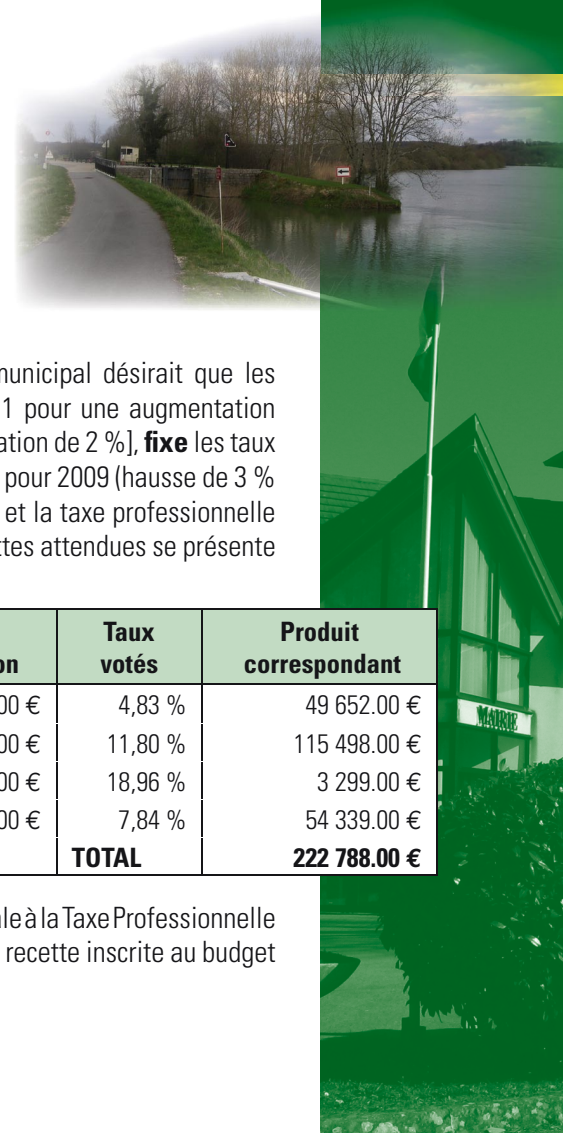 municipal désirait que les
1 pour une augmentation
ation de 2 %], fixe les taux
pour 2009 (hausse de 3 %
et la taxe professionnelle
ttes attendues se présente
on Taux votés Produit correspondant
00 € 4,83 % 49 652.00 €
00 € 11,80 % 115 498.00 €
00 € 18,96 % 3 299.00 €
00 € 7,84 % 54 339.00 €
TOTAL 222 788.00 €
ale à la Taxe Professionnelle
recette inscrite au budget
MAIRIE